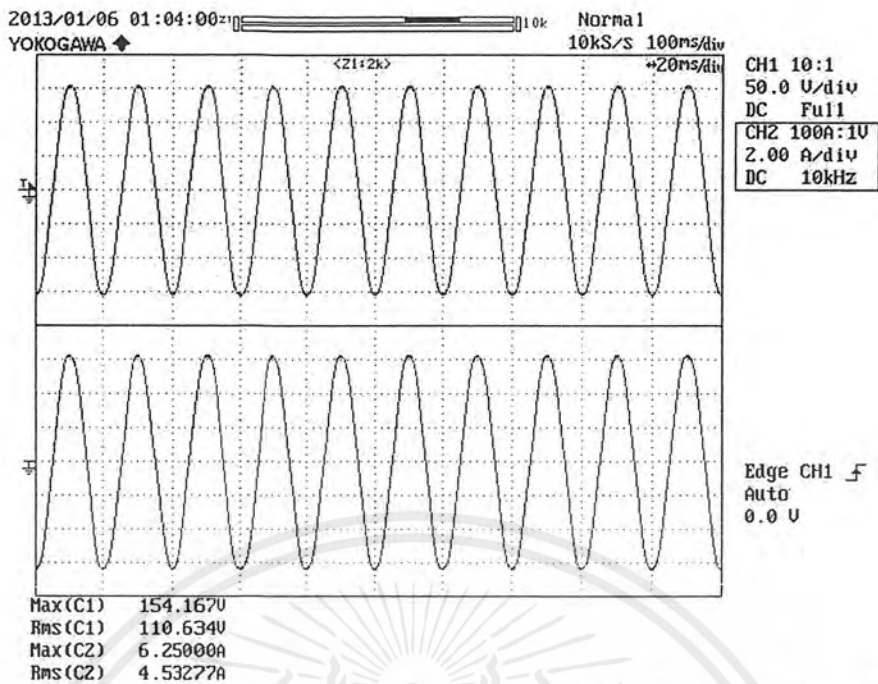 2013/01/06 01:04:00
Z1
10k
Normal
YOKOGAWA
10kS/s 100ms/div
<Z1:2k>
↔20ms/div
CH1 10:1
50.0 V/div
DC Full
CH2 100A:1V
2.00 A/div
DC 10kHz
T
Edge CH1
Auto
0.0 V
Max(C1) 154.167V
Rms(C1) 110.634V
Max(C2) 6.25000A
Rms(C2) 4.53277A